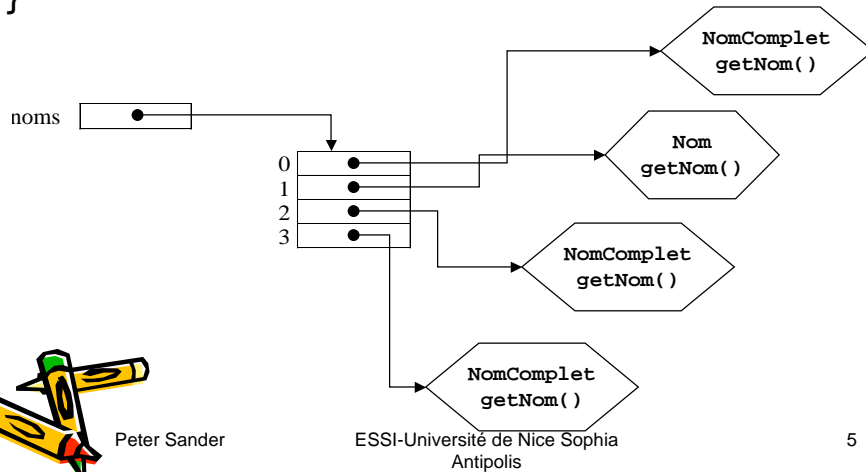 }
NomComplet
getNom()
noms
Nom
getNom()
0
1
2
3
NomComplet
getNom()
NomComplet
getNom()
Peter Sander
ESSI-Université de Nice Sophia
Antipolis
5